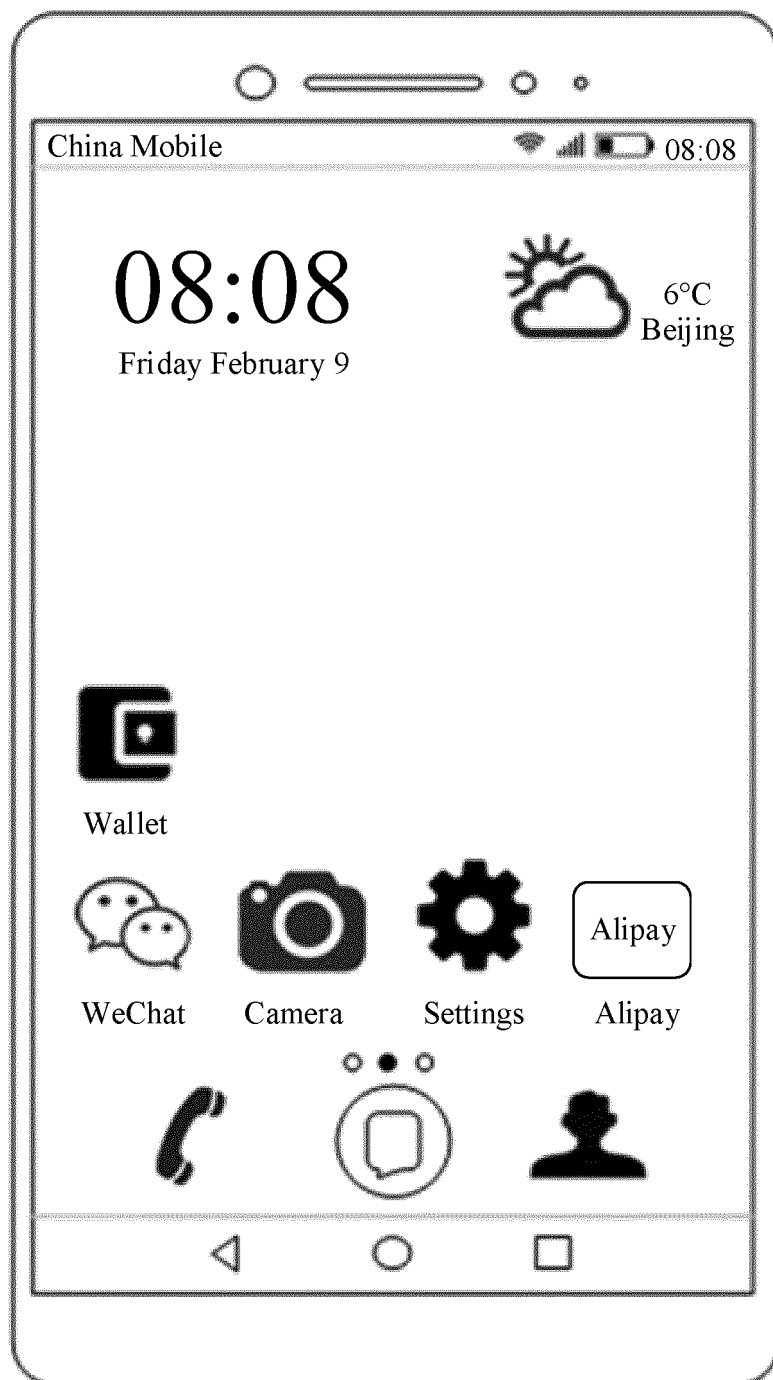 China Mobile 08:08
08:08
Friday February 9
6°C
Beijing
Wallet
Alipay
WeChat Camera Settings Alipay